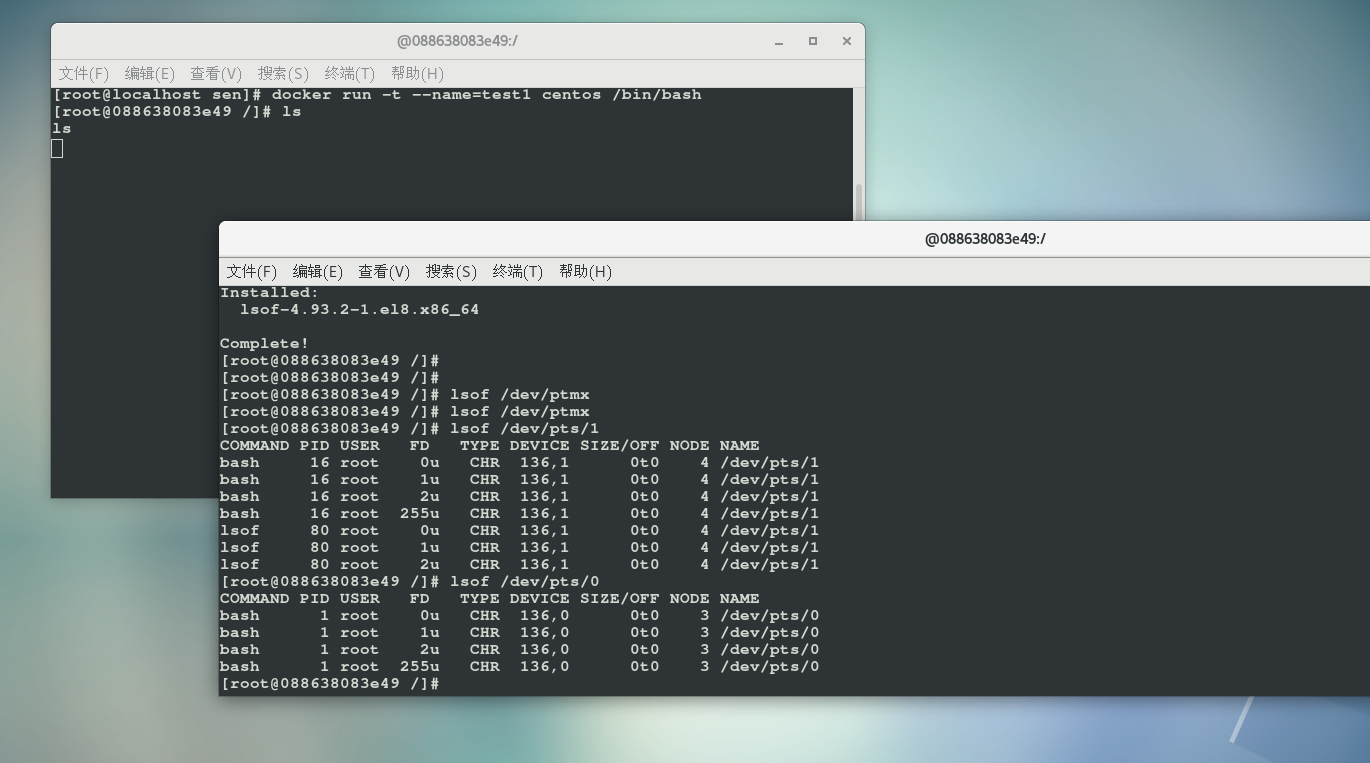 @088638083e49:/
文件(F) 编辑(E) 查看(V) 搜索(S) 终端(T) 帮助(H)
[root@localhost sen]# docker run -t --name=test1 centos /bin/bash
[root@088638083e49 /]# ls
ls
@088638083e49:/
文件(F) 编辑(E) 查看(V) 搜索(S) 终端(T) 帮助(H)
Installed:
  lsof-4.93.2-1.el8.x86_64
Complete!
[root@088638083e49 /]#
[root@088638083e49 /]#
[root@088638083e49 /]# lsof /dev/ptmx
[root@088638083e49 /]# lsof /dev/ptmx
[root@088638083e49 /]# lsof /dev/pts/1
COMMAND PID USER   FD   TYPE DEVICE SIZE/OFF NODE NAME
bash     16 root    0u   CHR  136,1      0t0    4 /dev/pts/1
bash     16 root    1u   CHR  136,1      0t0    4 /dev/pts/1
bash     16 root    2u   CHR  136,1      0t0    4 /dev/pts/1
bash     16 root  255u   CHR  136,1      0t0    4 /dev/pts/1
lsof     80 root    0u   CHR  136,1      0t0    4 /dev/pts/1
lsof     80 root    1u   CHR  136,1      0t0    4 /dev/pts/1
lsof     80 root    2u   CHR  136,1      0t0    4 /dev/pts/1
[root@088638083e49 /]# lsof /dev/pts/0
COMMAND PID USER   FD   TYPE DEVICE SIZE/OFF NODE NAME
bash      1 root    0u   CHR  136,0      0t0    3 /dev/pts/0
bash      1 root    1u   CHR  136,0      0t0    3 /dev/pts/0
bash      1 root    2u   CHR  136,0      0t0    3 /dev/pts/0
bash      1 root  255u   CHR  136,0      0t0    3 /dev/pts/0
[root@088638083e49 /]#